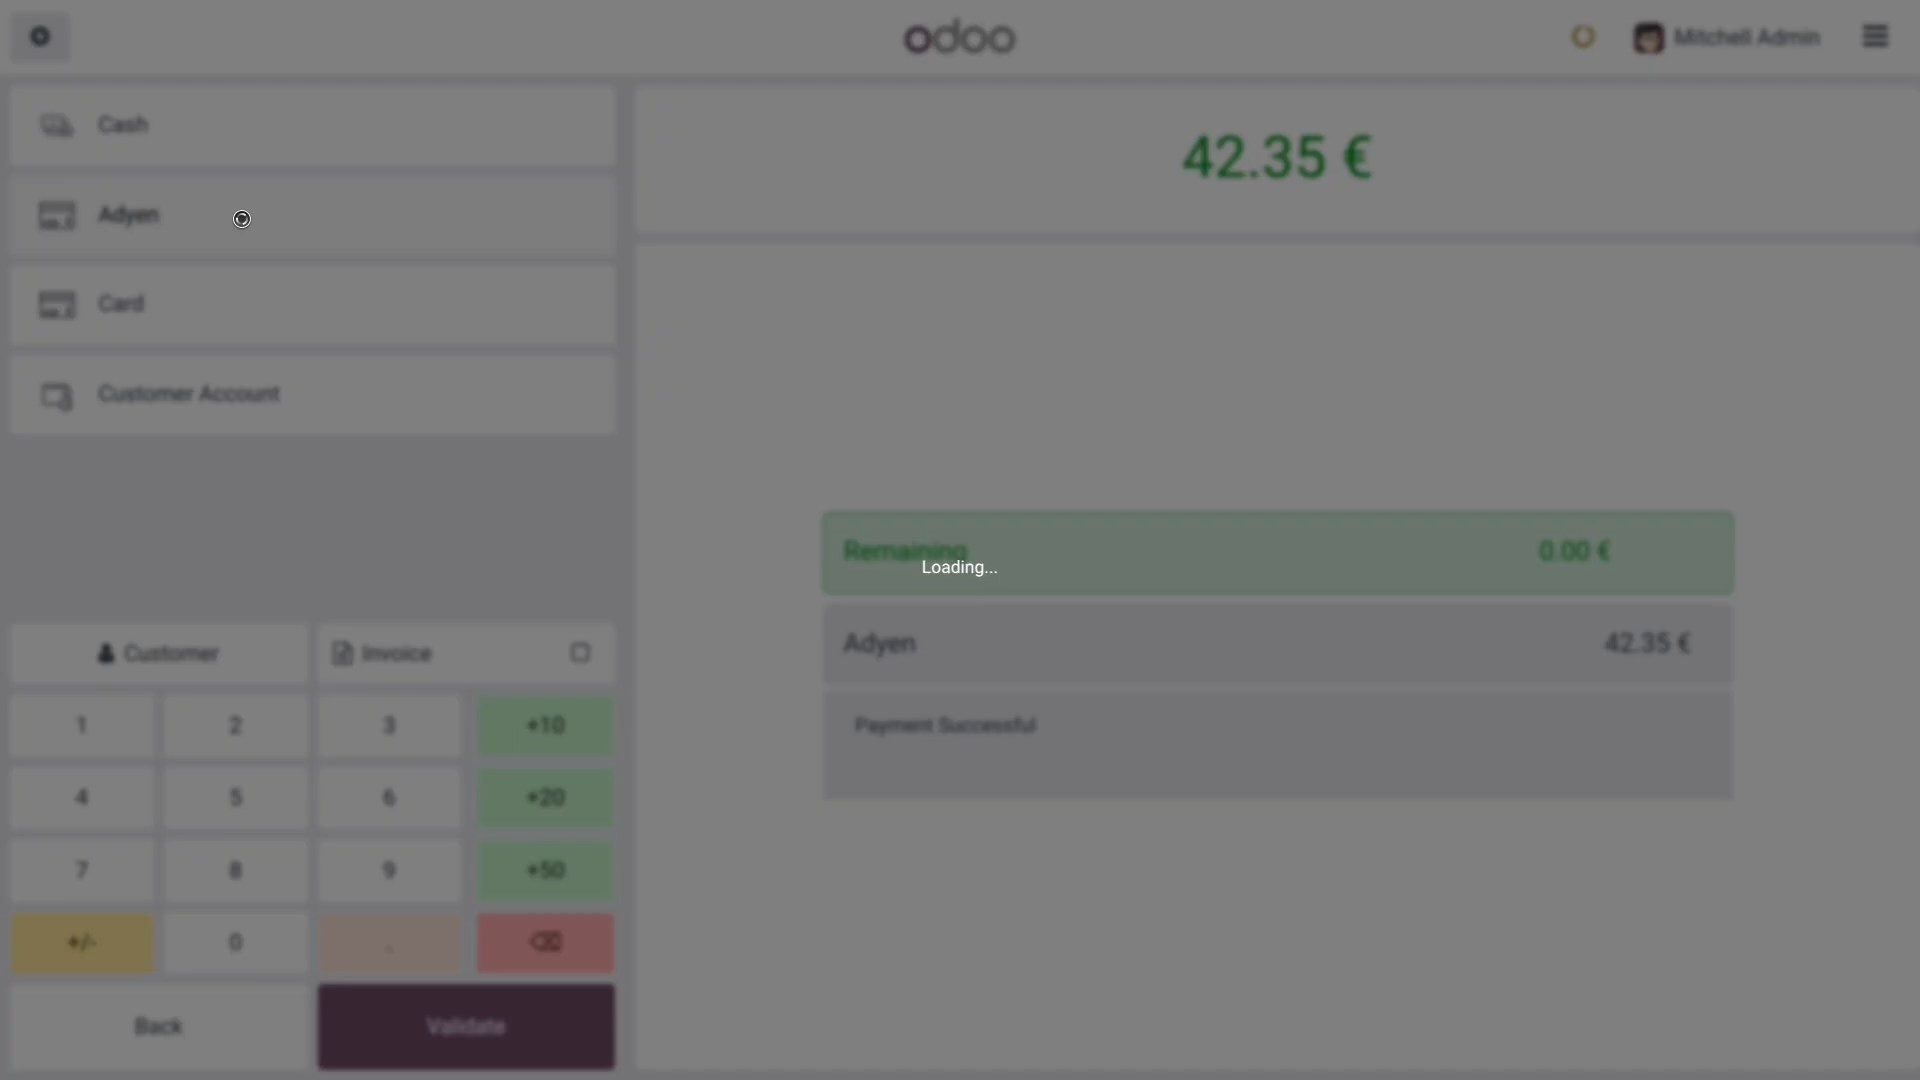 odoo
Mitchell Admin
Cash
42.35 €
Adyen
Card
Customer Account
Remaining 0.00 €
Loading...
Adyen 42.35 €
Customer Invoice
Payment Successful
1 2 3 +10
4 5 6 +20
7 8 9 +50
+/- 0 .
Back Validate